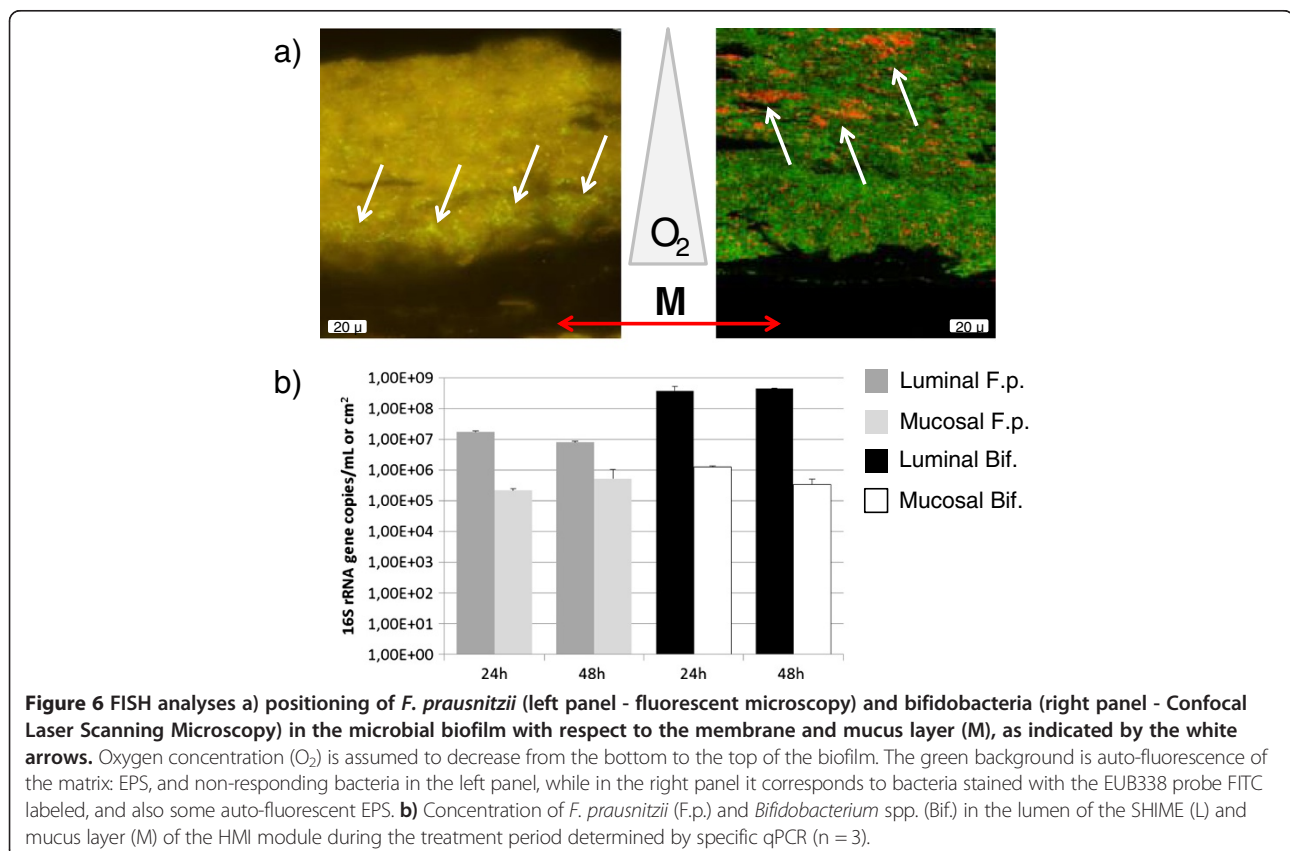 a)
O2
M
20 µ
20 µ
b)
16S rRNA gene copies/mL or cm²
1,00E+09
1,00E+08
1,00E+07
1,00E+06
1,00E+05
1,00E+04
1,00E+03
1,00E+02
1,00E+01
1,00E+00
24h 48h 24h 48h
Luminal F.p.
Mucosal F.p.
Luminal Bif.
Mucosal Bif.
Figure 6 FISH analyses a) positioning of F. prausnitzii (left panel - fluorescent microscopy) and bifidobacteria (right panel - Confocal
Laser Scanning Microscopy) in the microbial biofilm with respect to the membrane and mucus layer (M), as indicated by the white
arrows. Oxygen concentration (O2) is assumed to decrease from the bottom to the top of the biofilm. The green background is auto-fluorescence of
the matrix: EPS, and non-responding bacteria in the left panel, while in the right panel it corresponds to bacteria stained with the EUB338 probe FITC
labeled, and also some auto-fluorescent EPS. b) Concentration of F. prausnitzii (F.p.) and Bifidobacterium spp. (Bif.) in the lumen of the SHIME (L) and
mucus layer (M) of the HMI module during the treatment period determined by specific qPCR (n = 3).